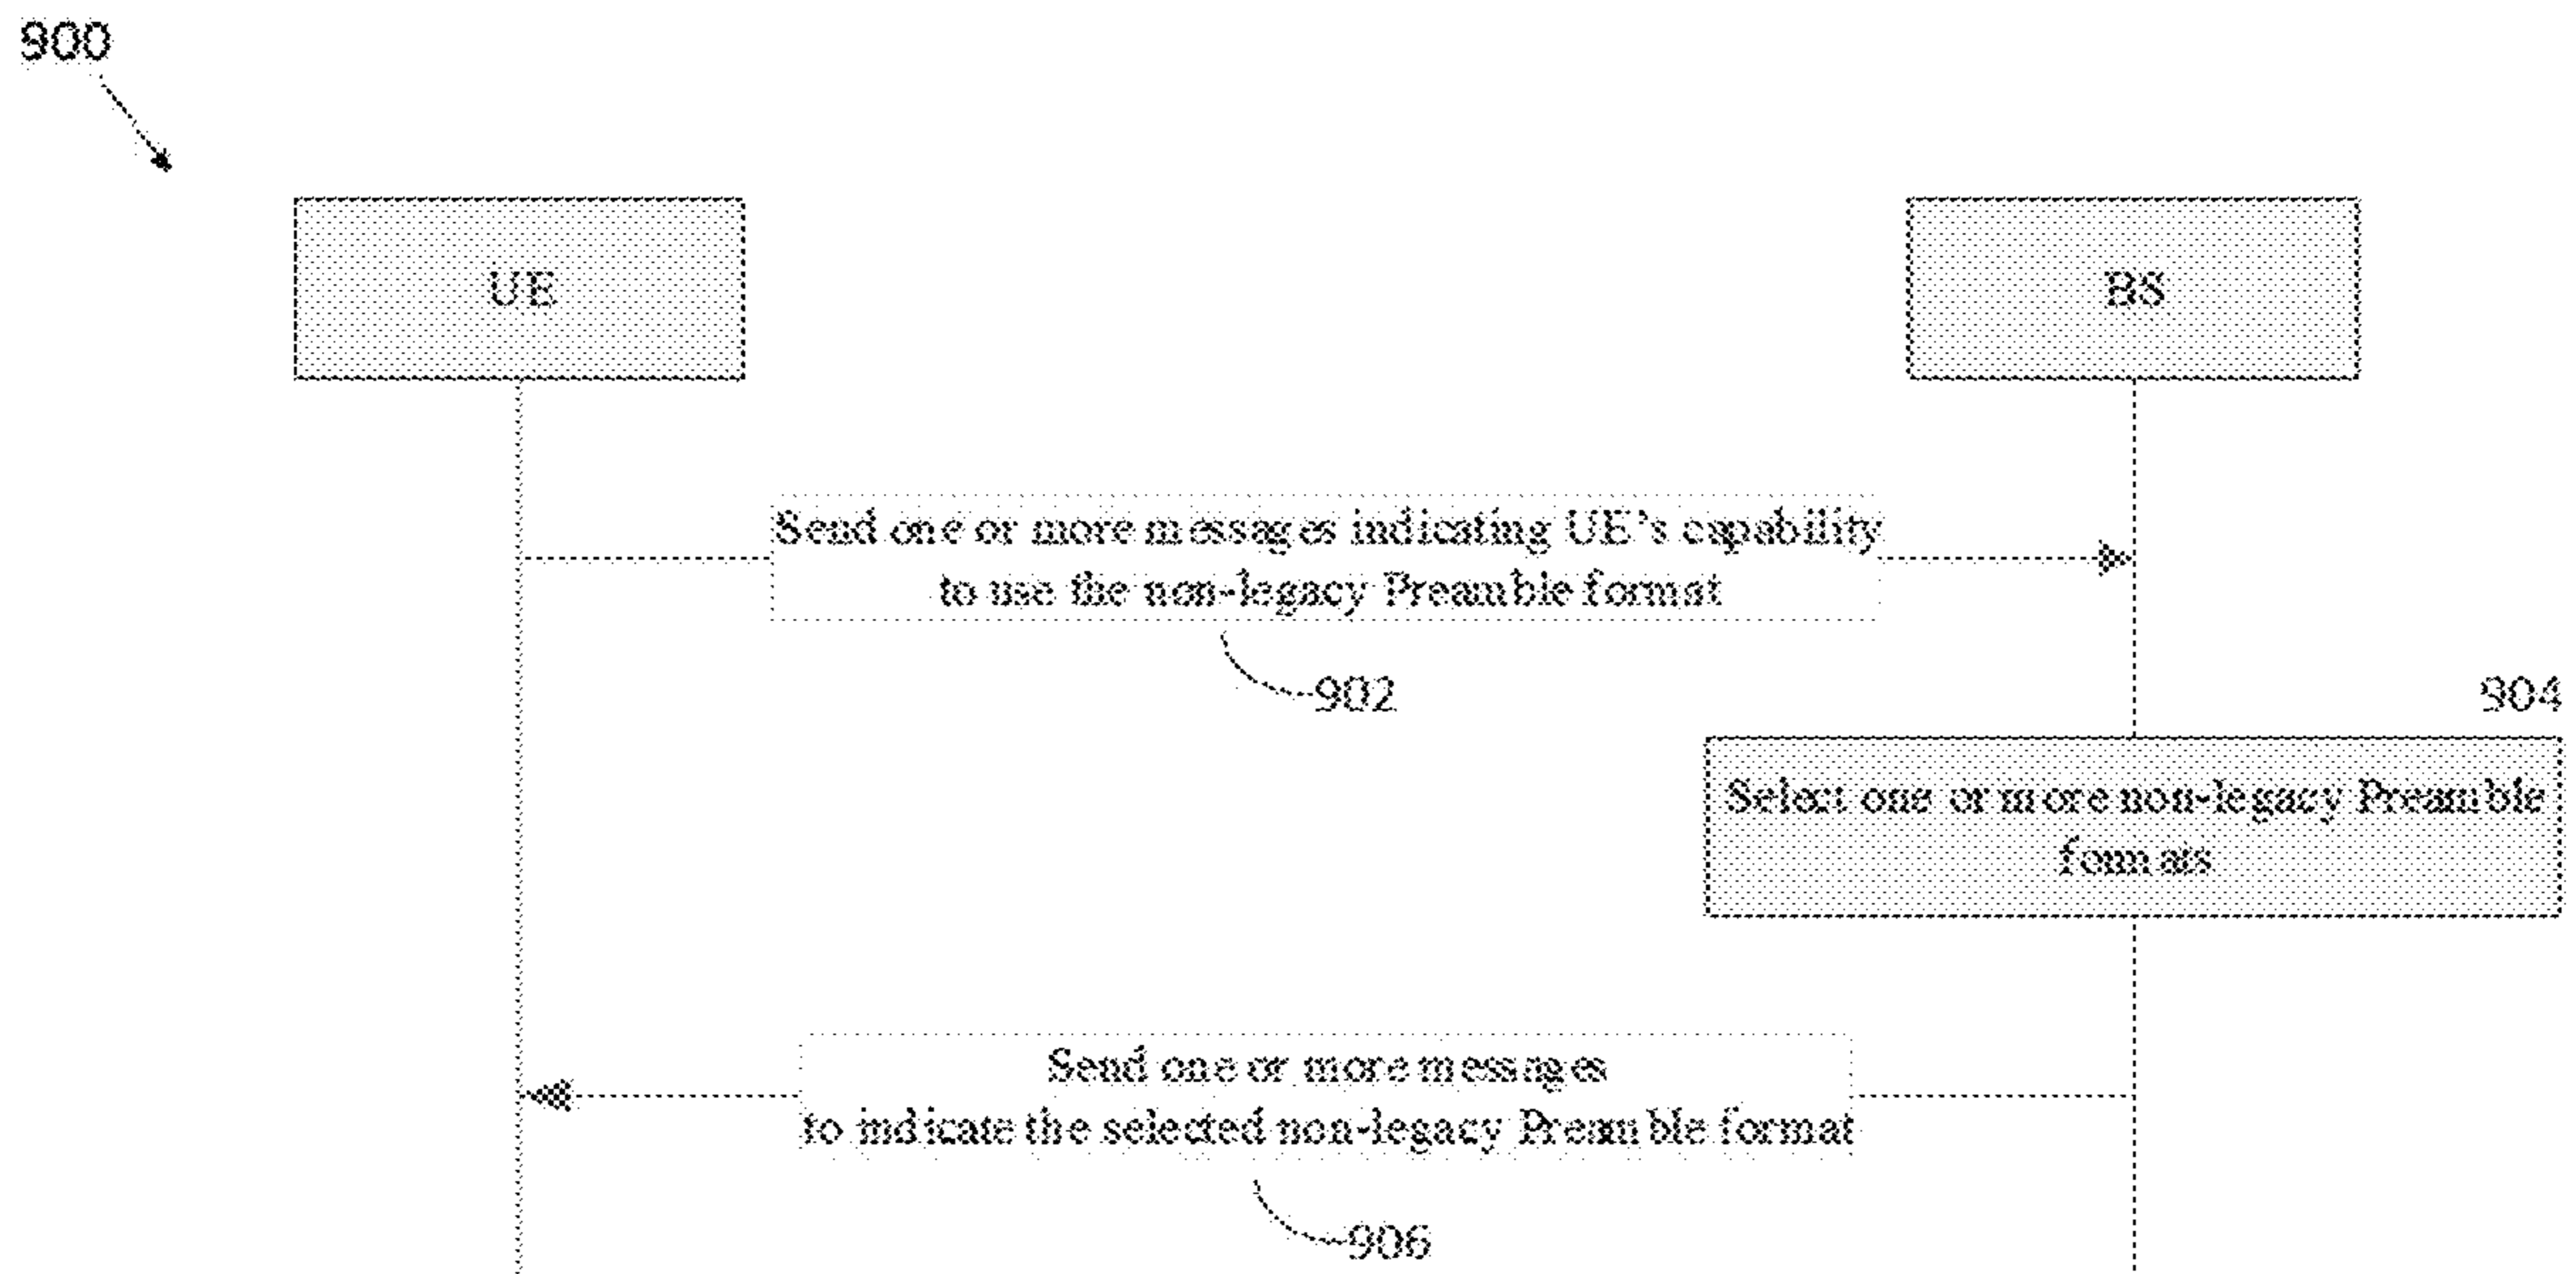 900
UE
BS
Send one or more messages indicating UE's capability
to use the non-legacy Preamble format
902
904
Select one or more non-legacy Preamble
formats
Send one or more messages
to indicate the selected non-legacy Preamble format
906